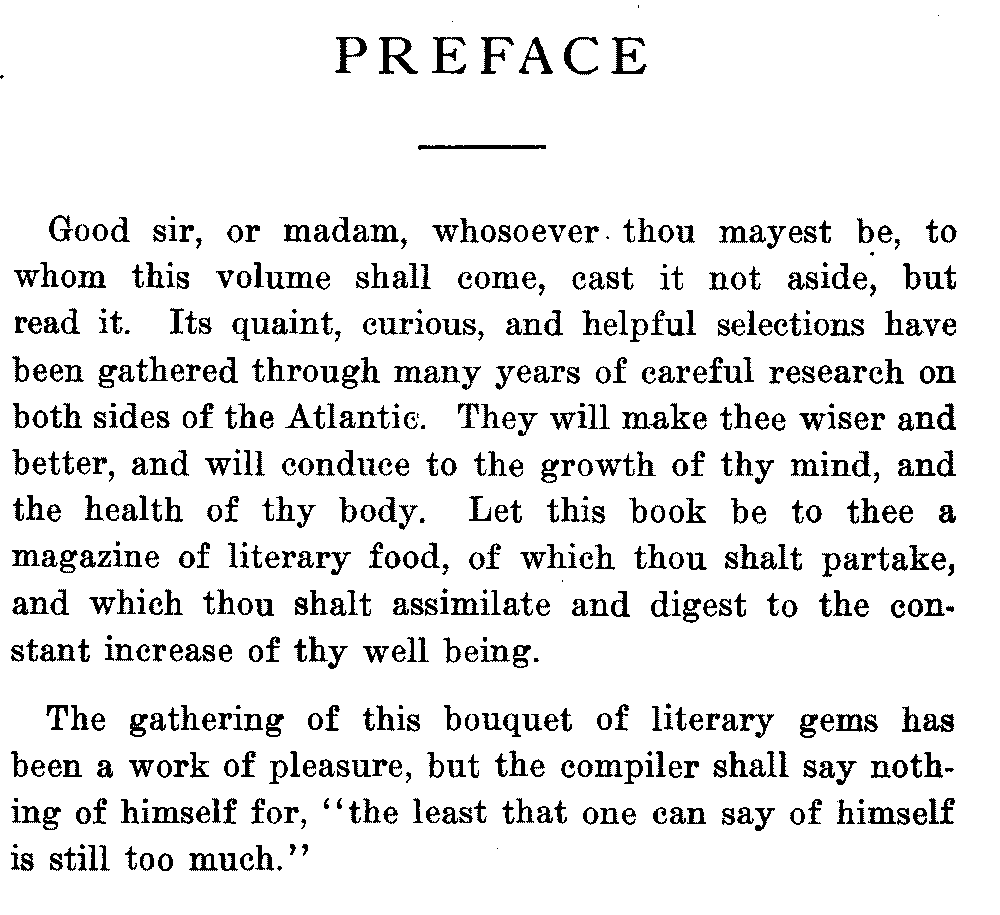 PREFACE
Good sir, or madam, whosoever thou mayest be, to
whom this volume shall come, cast it not aside, but
read it. Its quaint, curious, and helpful selections have
been gathered through many years of careful research on
both sides of the Atlantic. They will make thee wiser and
better, and will conduce to the growth of thy mind, and
the health of thy body. Let this book be to thee a
magazine of literary food, of which thou shalt partake,
and which thou shalt assimilate and digest to the con-
stant increase of thy well being.
The gathering of this bouquet of literary gems has
been a work of pleasure, but the compiler shall say noth-
ing of himself for, "the least that one can say of himself
is still too much."